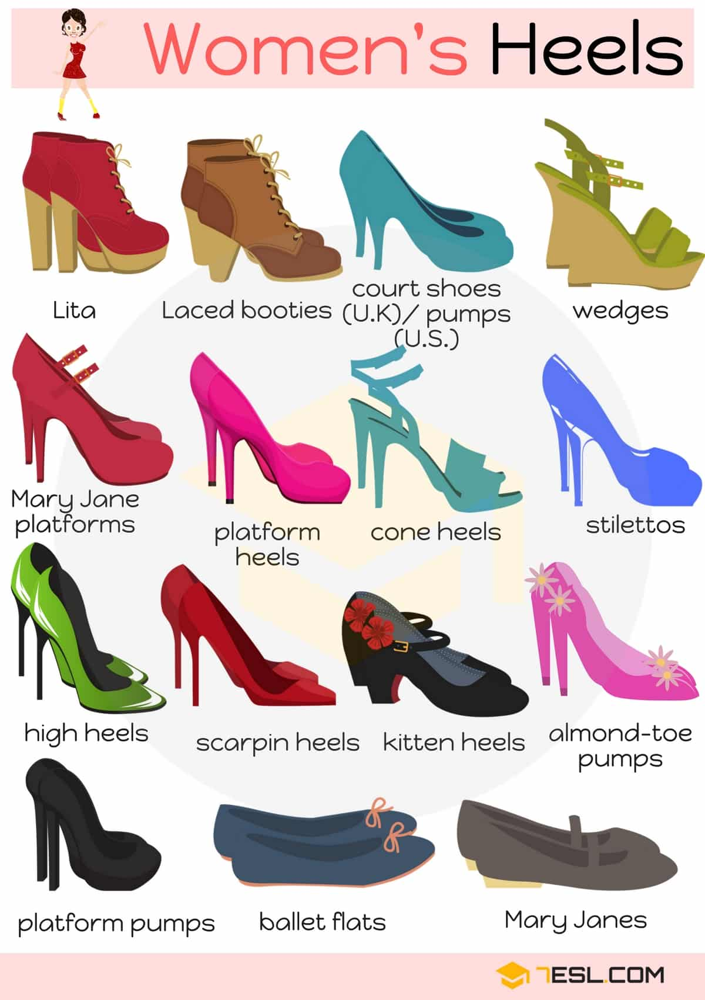 Women's Heels
Lita
Laced booties
court shoes
(U.K)/ pumps
(U.S.)
wedges
Mary Jane
platforms
platform
heels
cone heels
stilettos
high heels
scarpin heels
kitten heels
almond-toe
pumps
platform pumps
ballet flats
Mary Janes
7ESL.COM